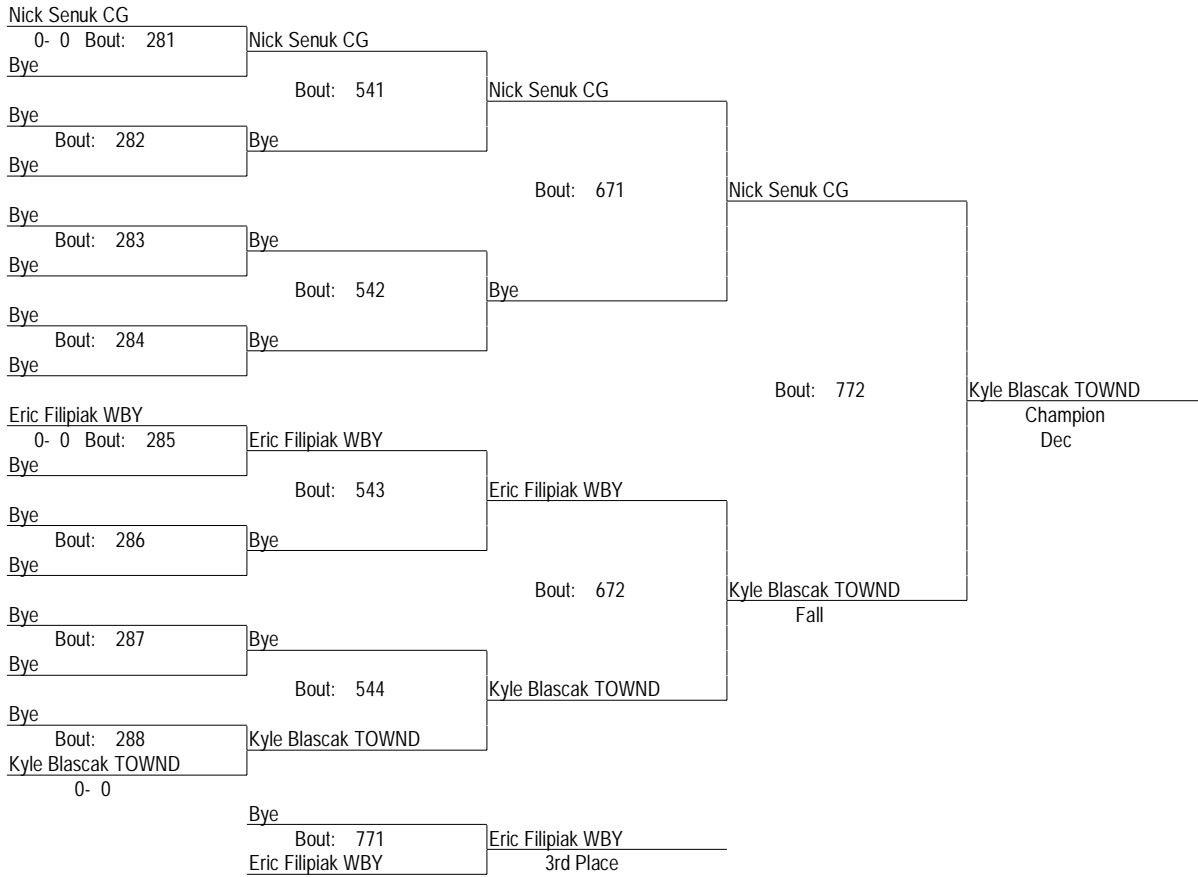 Nick Senuk CG
0- 0 Bout: 281 Nick Senuk CG
Bye
Bout: 541 Nick Senuk CG
Bye
Bout: 282 Bye
Bye
Bout: 671 Nick Senuk CG
Bye
Bout: 283 Bye
Bye
Bout: 542 Bye
Bye
Bout: 284 Bye
Bye
Bout: 772 Kyle Blascak TOWND
Eric Filipiak WBY Champion
0- 0 Bout: 285 Eric Filipiak WBY Dec
Bye
Bout: 543 Eric Filipiak WBY
Bye
Bout: 286 Bye
Bye
Bout: 672 Kyle Blascak TOWND
Bye Fall
Bout: 287 Bye
Bye
Bout: 544 Kyle Blascak TOWND
Bye
Bout: 288 Kyle Blascak TOWND
Kyle Blascak TOWND
0- 0
Bye
Bout: 771 Eric Filipiak WBY
Eric Filipiak WBY 3rd Place